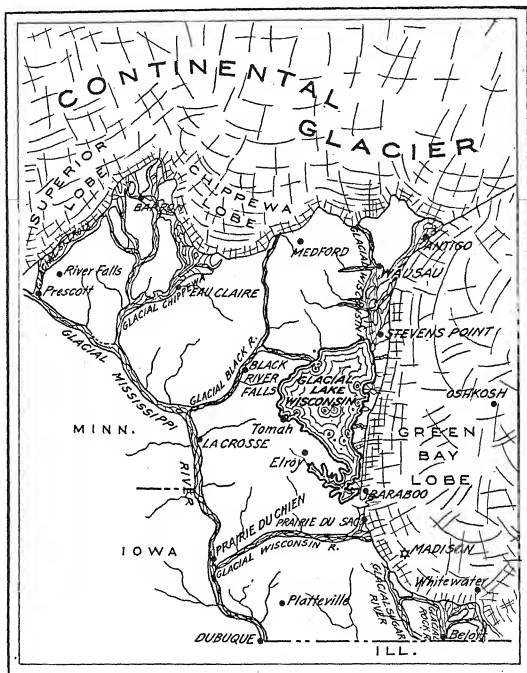 CONTINENTAL
GLACIER
SUPERIOR
LOBE
CHIPPEWA
LOBE
BARRON
MEDFORD
ANTIGO
WAUSAU
GLACIAL WISCONSIN
River Falls
Prescott
EAU CLAIRE
GLACIAL CHIPPEWA
STEVENS POINT
GLACIAL MISSISSIPPI
RIVER
GLACIAL BLACK R.
BLACK
RIVER
FALLS
GLACIAL
LAKE
WISCONSIN
OSHKOSH
MINN.
Tomah
GREEN
BAY
LOBE
LA CROSSE
Elroy
BARABOO
IOWA
PRAIRIE DU CHIEN
PRAIRIE DU SAC
GLACIAL WISCONSIN R.
MADISON
Whitewater
Platteville
GLACIAL SUGAR
RIVER
GLACIAL
ROCK R.
Beloit
DUBUQUE
ILL.